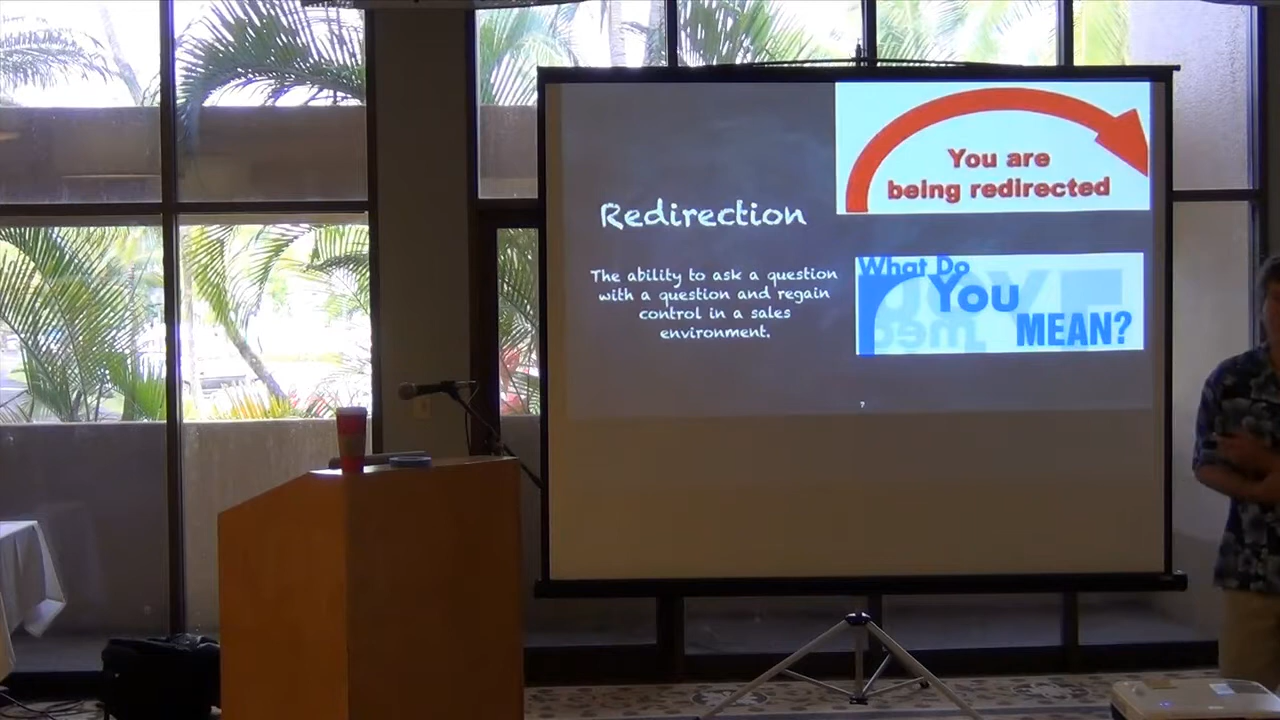 Redirection
The ability to ask a question
with a question and regain
control in a sales
environment.
You are
being redirected
What Do
You
MEAN?
7